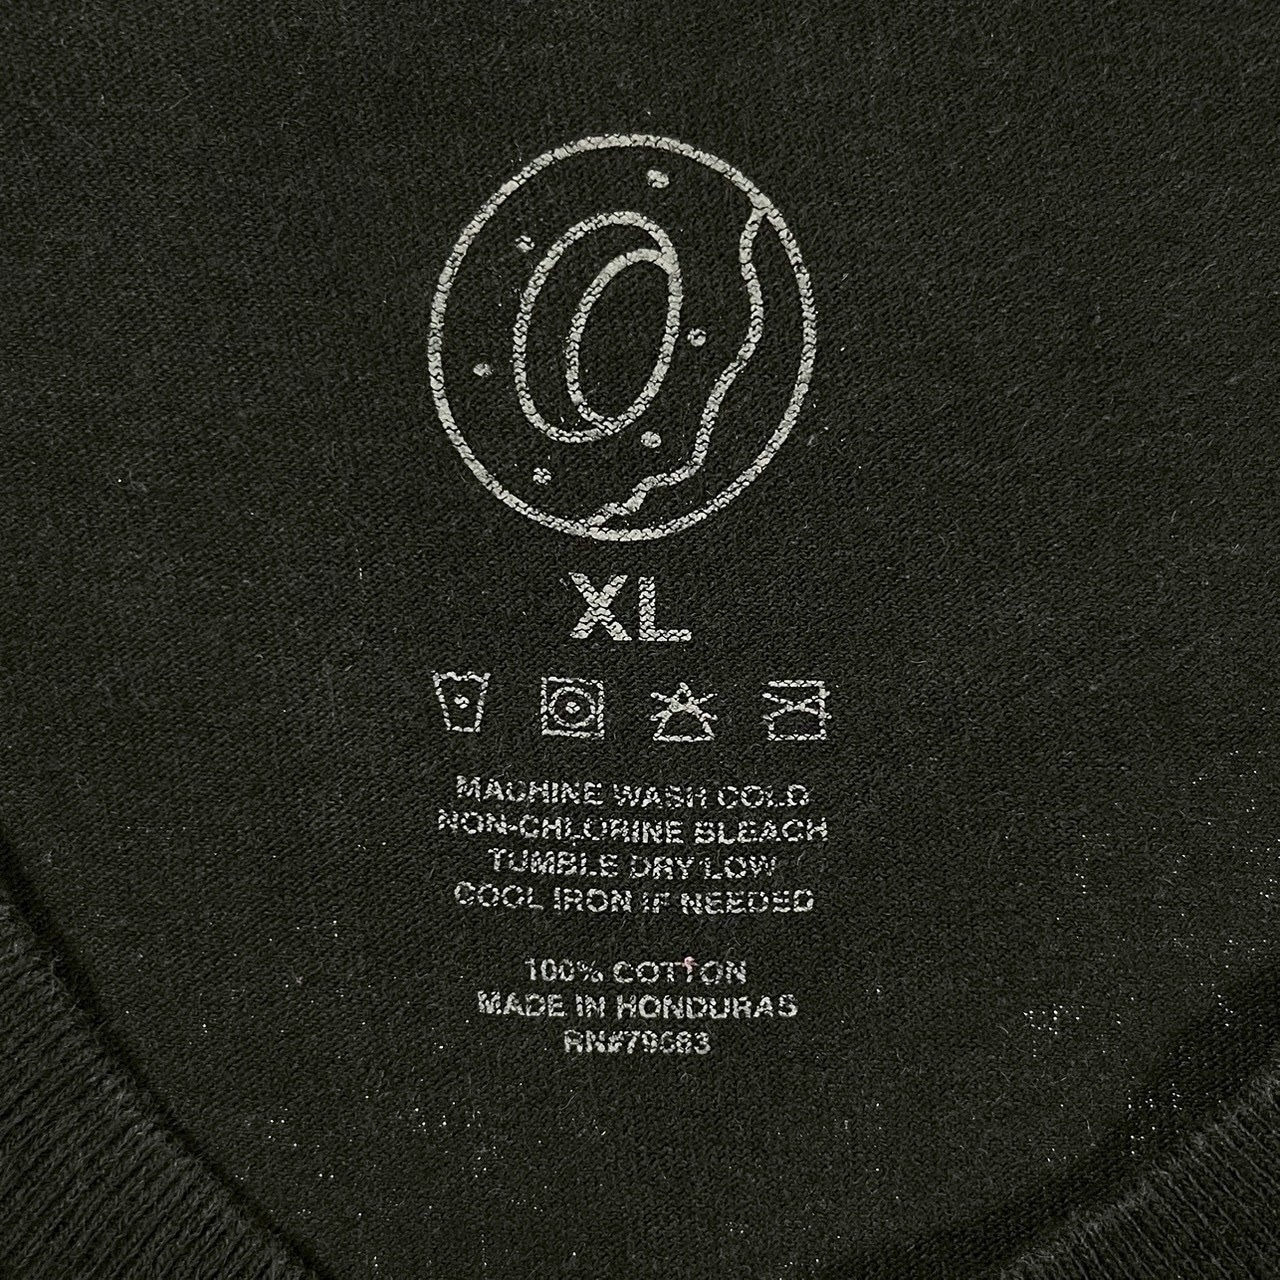 XL
MACHINE WASH COLD
NON-CHLORINE BLEACH
TUMBLE DRY LOW
COOL IRON IF NEEDED
100% COTTON
MADE IN HONDURAS
RN#79683